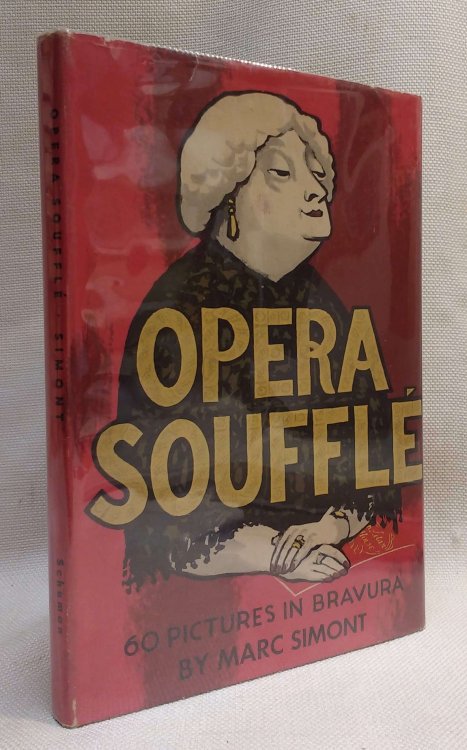 OPERA SOUFFLÉ · SIMONT
Schuman
OPERA
SOUFFLÉ
60 PICTURES IN BRAVURA
BY MARC SIMONT